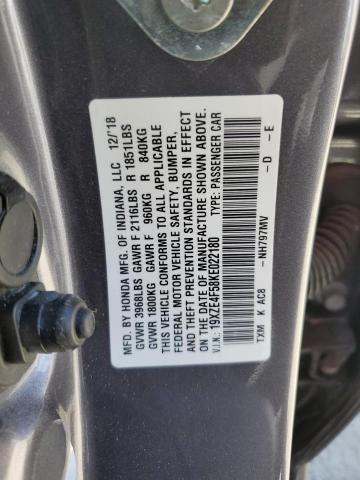 MFD. BY HONDA MFG. OF INDIANA, LLC 12/'18
GVWR 3968LBS GAWR F 2116LBS R 1851LBS
GVWR 1800KG GAWR F 960KG R 840KG
THIS VEHICLE CONFORMS TO ALL APPLICABLE
FEDERAL MOTOR VEHICLE SAFETY, BUMPER,
AND THEFT PREVENTION STANDARDS IN EFFECT
ON THE DATE OF MANUFACTURE SHOWN ABOVE.
V.I.N.: 19XZE4F58KE022180 TYPE: PASSENGER CAR
TXM K AC8 -NH797MV -D -E